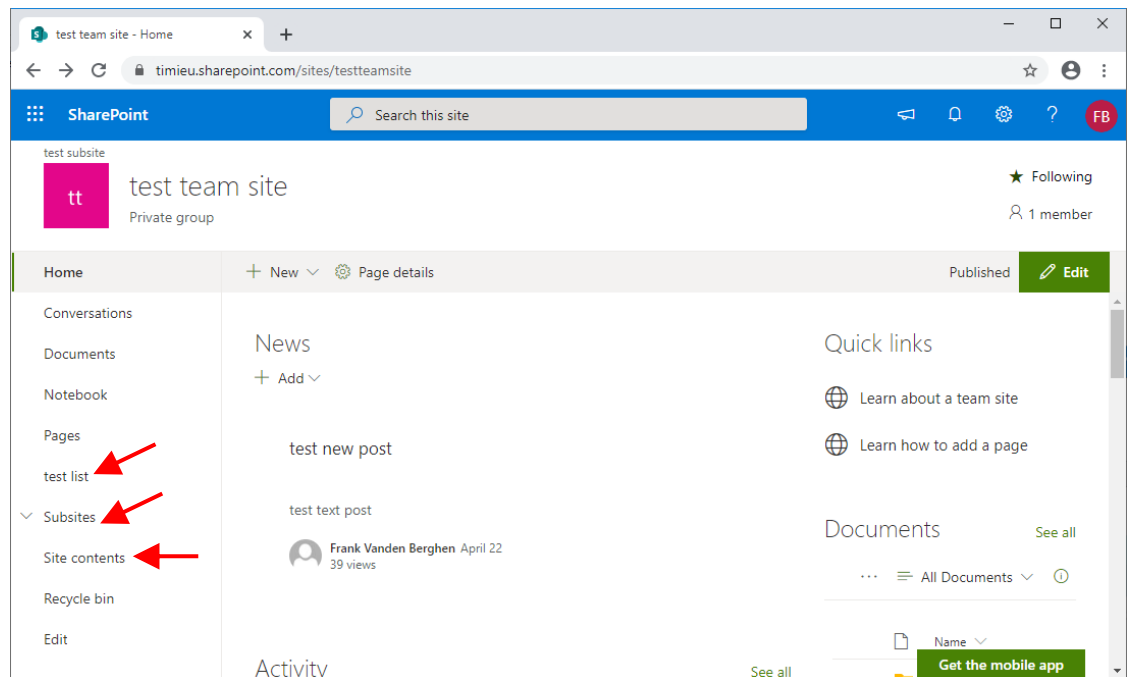 test team site - Home
timieu.sharepoint.com/sites/testteamsite
SharePoint
Search this site
?
FB
test subsite
tt
test team site
Private group
Following
1 member
Home
New
Page details
Published
Edit
Conversations
Documents
Notebook
Pages
test list
Subsites
Site contents
Recycle bin
Edit
News
Add
test new post
test text post
Frank Vanden Berghen April 22
39 views
Activity
See all
Quick links
Learn about a team site
Learn how to add a page
Documents
See all
All Documents
Name
Get the mobile app